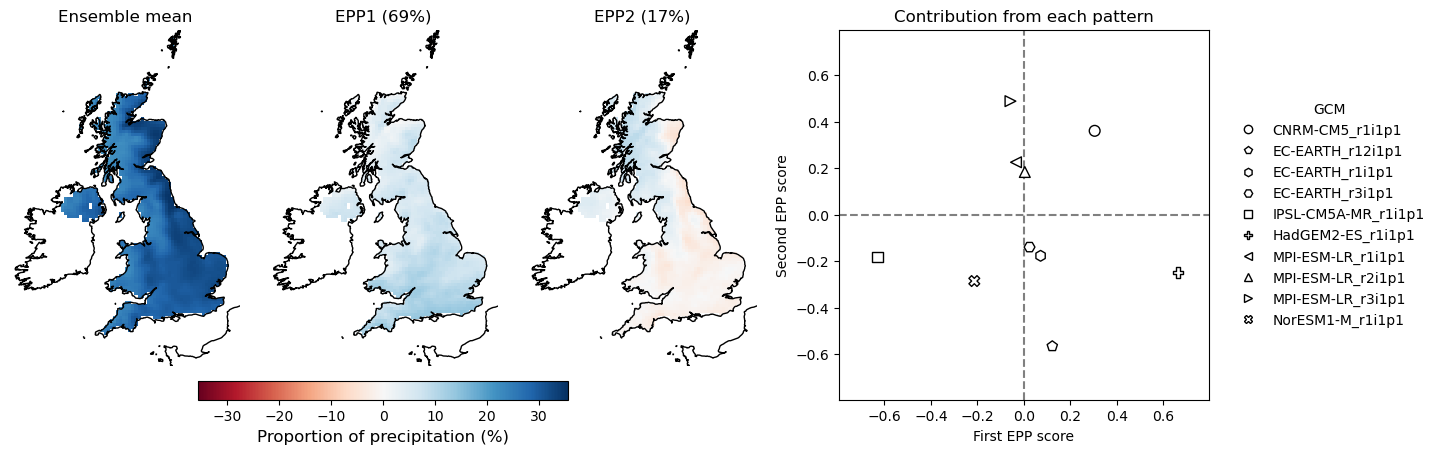 Ensemble mean
EPP1 (69%)
EPP2 (17%)
−30 −20 −10 0 10 20 30
Proportion of precipitation (%)
Contribution from each pattern
0.6
0.4
0.2
0.0
−0.2
−0.4
−0.6
Second EPP score
−0.6 −0.4 −0.2 0.0 0.2 0.4 0.6
First EPP score
GCM
CNRM-CM5_r1i1p1
EC-EARTH_r12i1p1
EC-EARTH_r1i1p1
EC-EARTH_r3i1p1
IPSL-CM5A-MR_r1i1p1
HadGEM2-ES_r1i1p1
MPI-ESM-LR_r1i1p1
MPI-ESM-LR_r2i1p1
MPI-ESM-LR_r3i1p1
NorESM1-M_r1i1p1